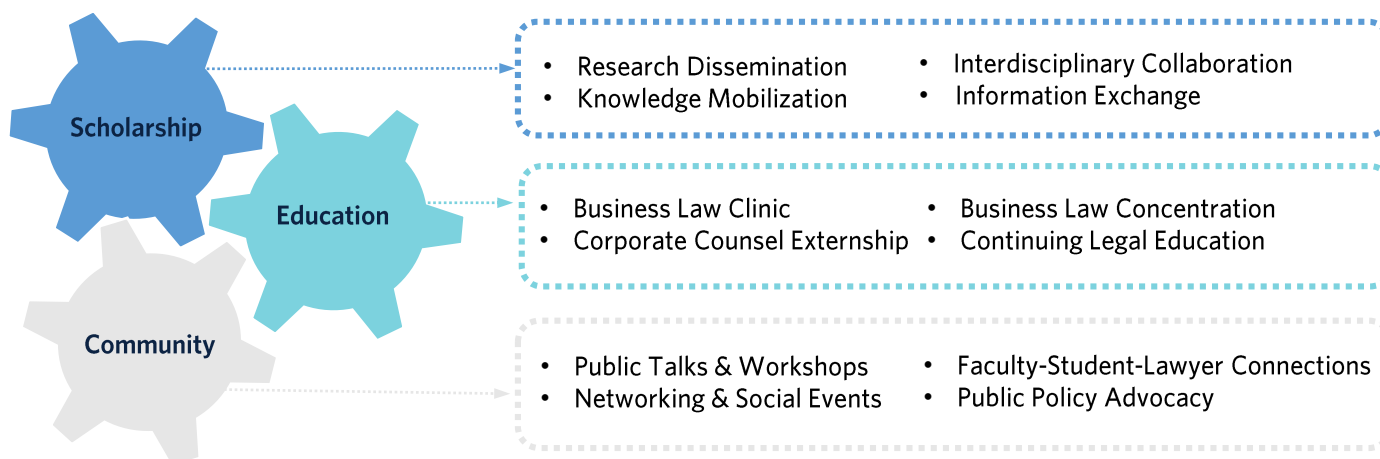 Scholarship
• Research Dissemination
• Knowledge Mobilization
• Interdisciplinary Collaboration
• Information Exchange
Education
• Business Law Clinic
• Corporate Counsel Externship
• Business Law Concentration
• Continuing Legal Education
Community
• Public Talks & Workshops
• Networking & Social Events
• Faculty-Student-Lawyer Connections
• Public Policy Advocacy